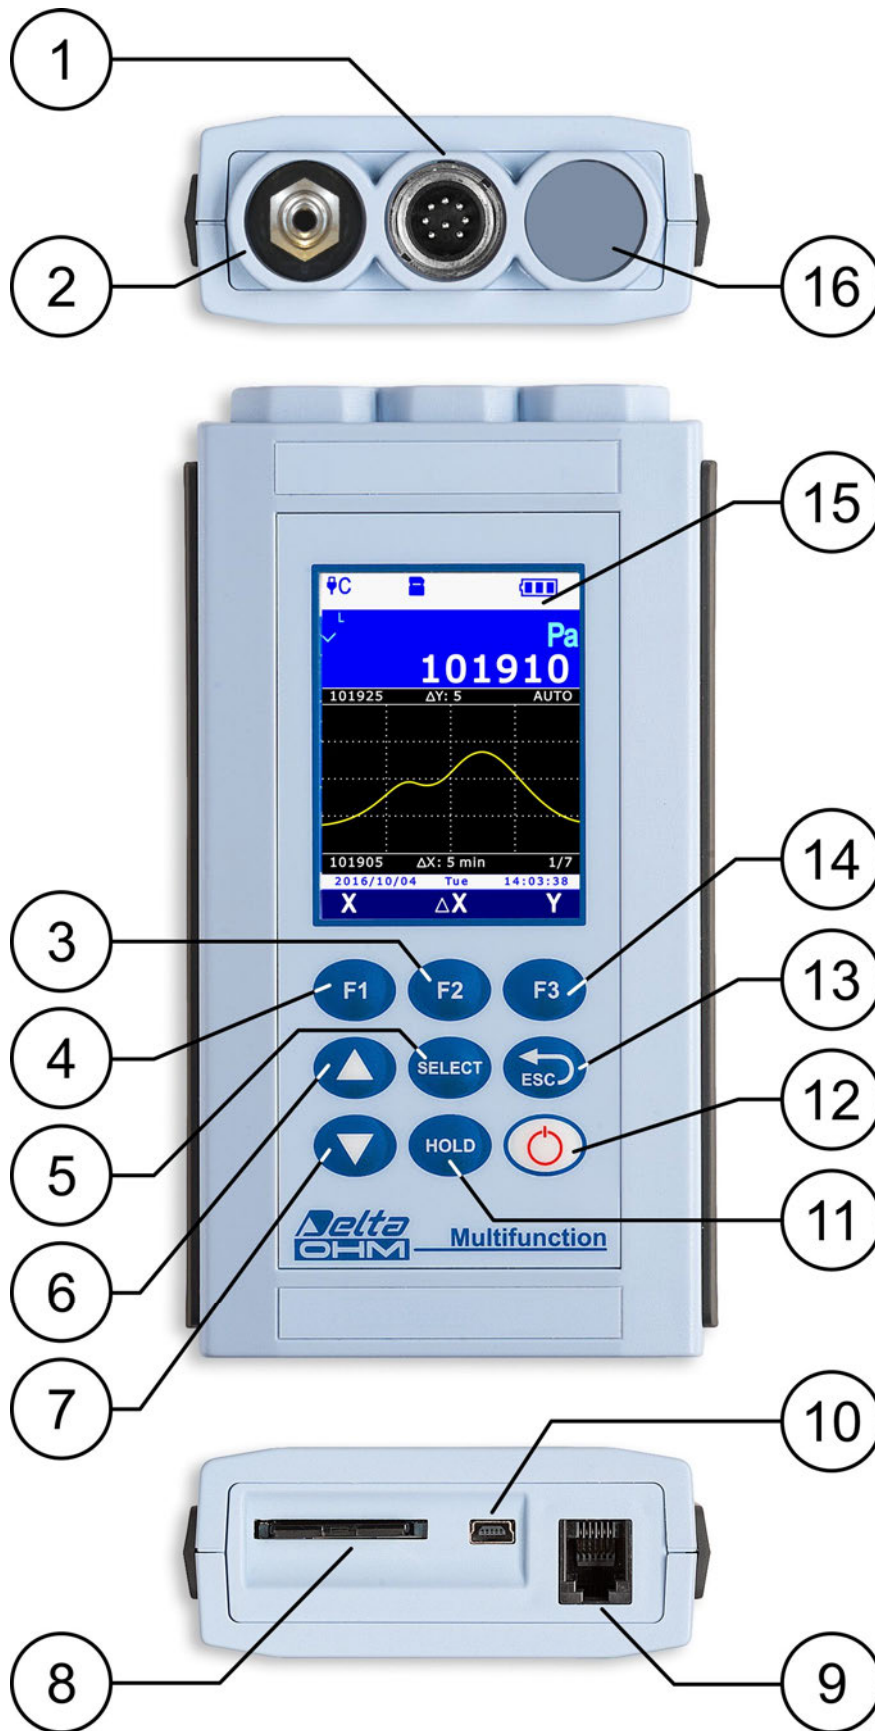 1
2
16
15
C
L
Pa
101910
101925 ΔY: 5 AUTO
101905 ΔX: 5 min 1/7
2016/10/04 Tue 14:03:38
X ΔX Y
14
3
F1 F2 F3
13
4
SELECT ESC
12
5
HOLD
11
Delta
OHM Multifunction
6
7
10
8
9